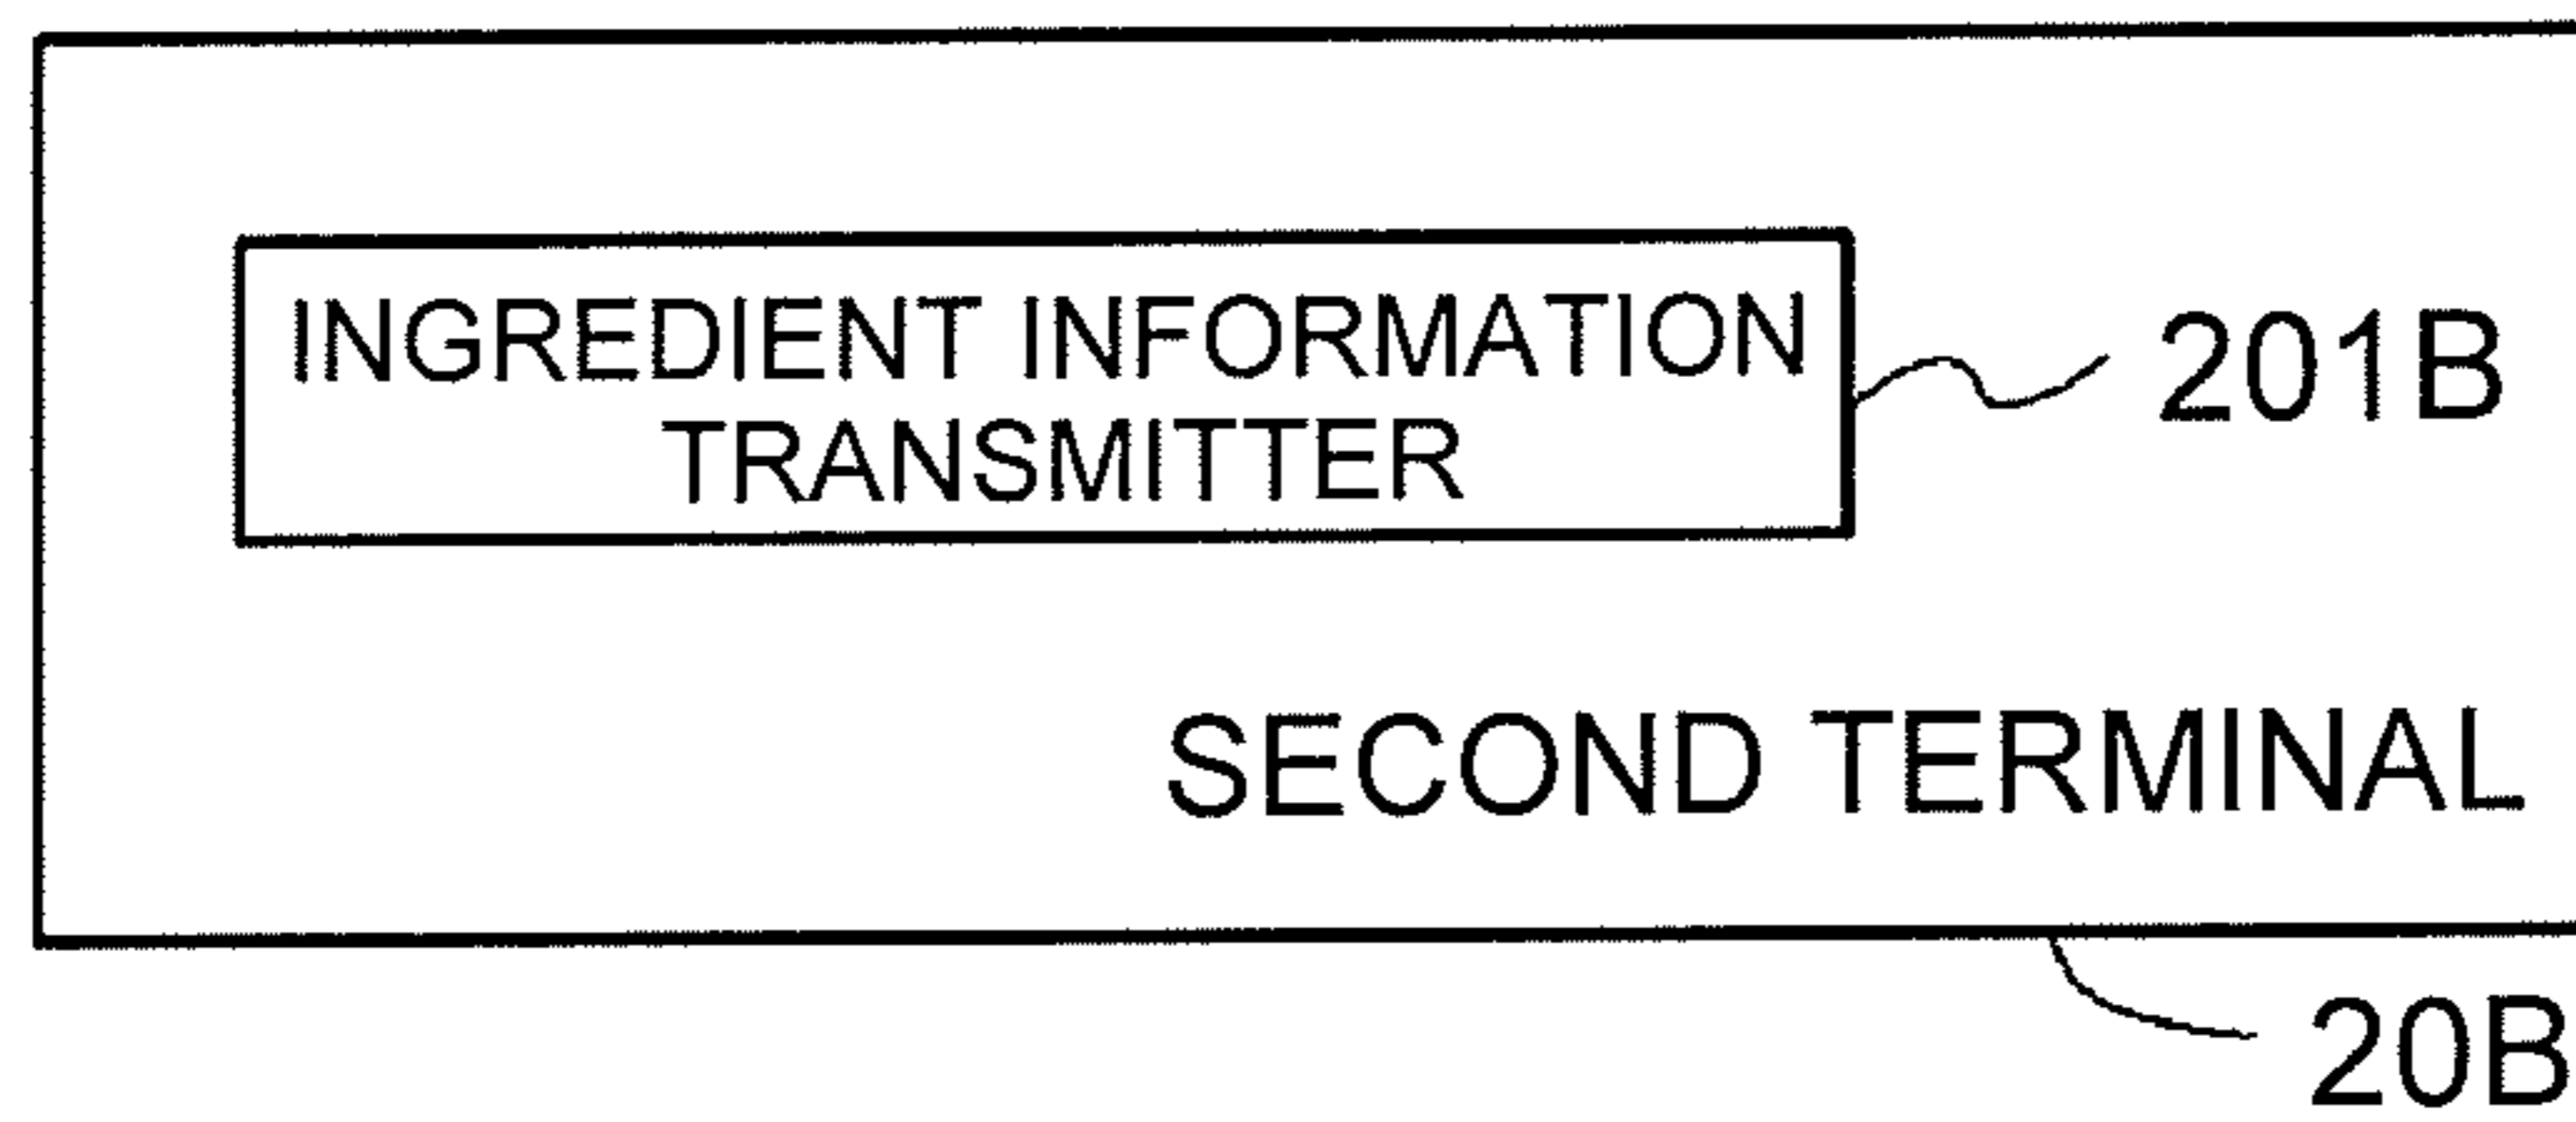 INGREDIENT INFORMATION
TRANSMITTER
201B
SECOND TERMINAL
20B